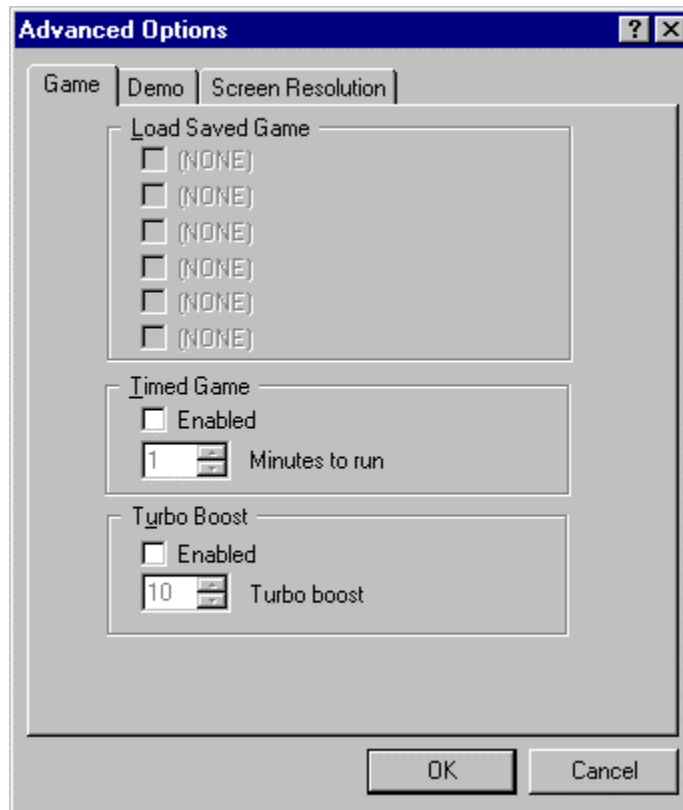 Advanced Options
Game Demo Screen Resolution
Load Saved Game
(NONE)
(NONE)
(NONE)
(NONE)
(NONE)
(NONE)
Timed Game
Enabled
1 Minutes to run
Turbo Boost
Enabled
10 Turbo boost
OK Cancel